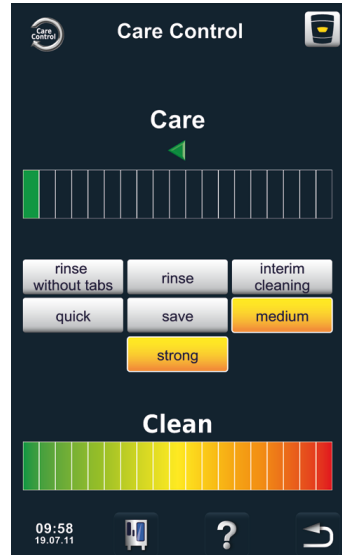 Care
Control
Care Control
Care
rinse
without tabs
rinse
interim
cleaning
quick
save
medium
strong
Clean
09:58
19.07.11
?